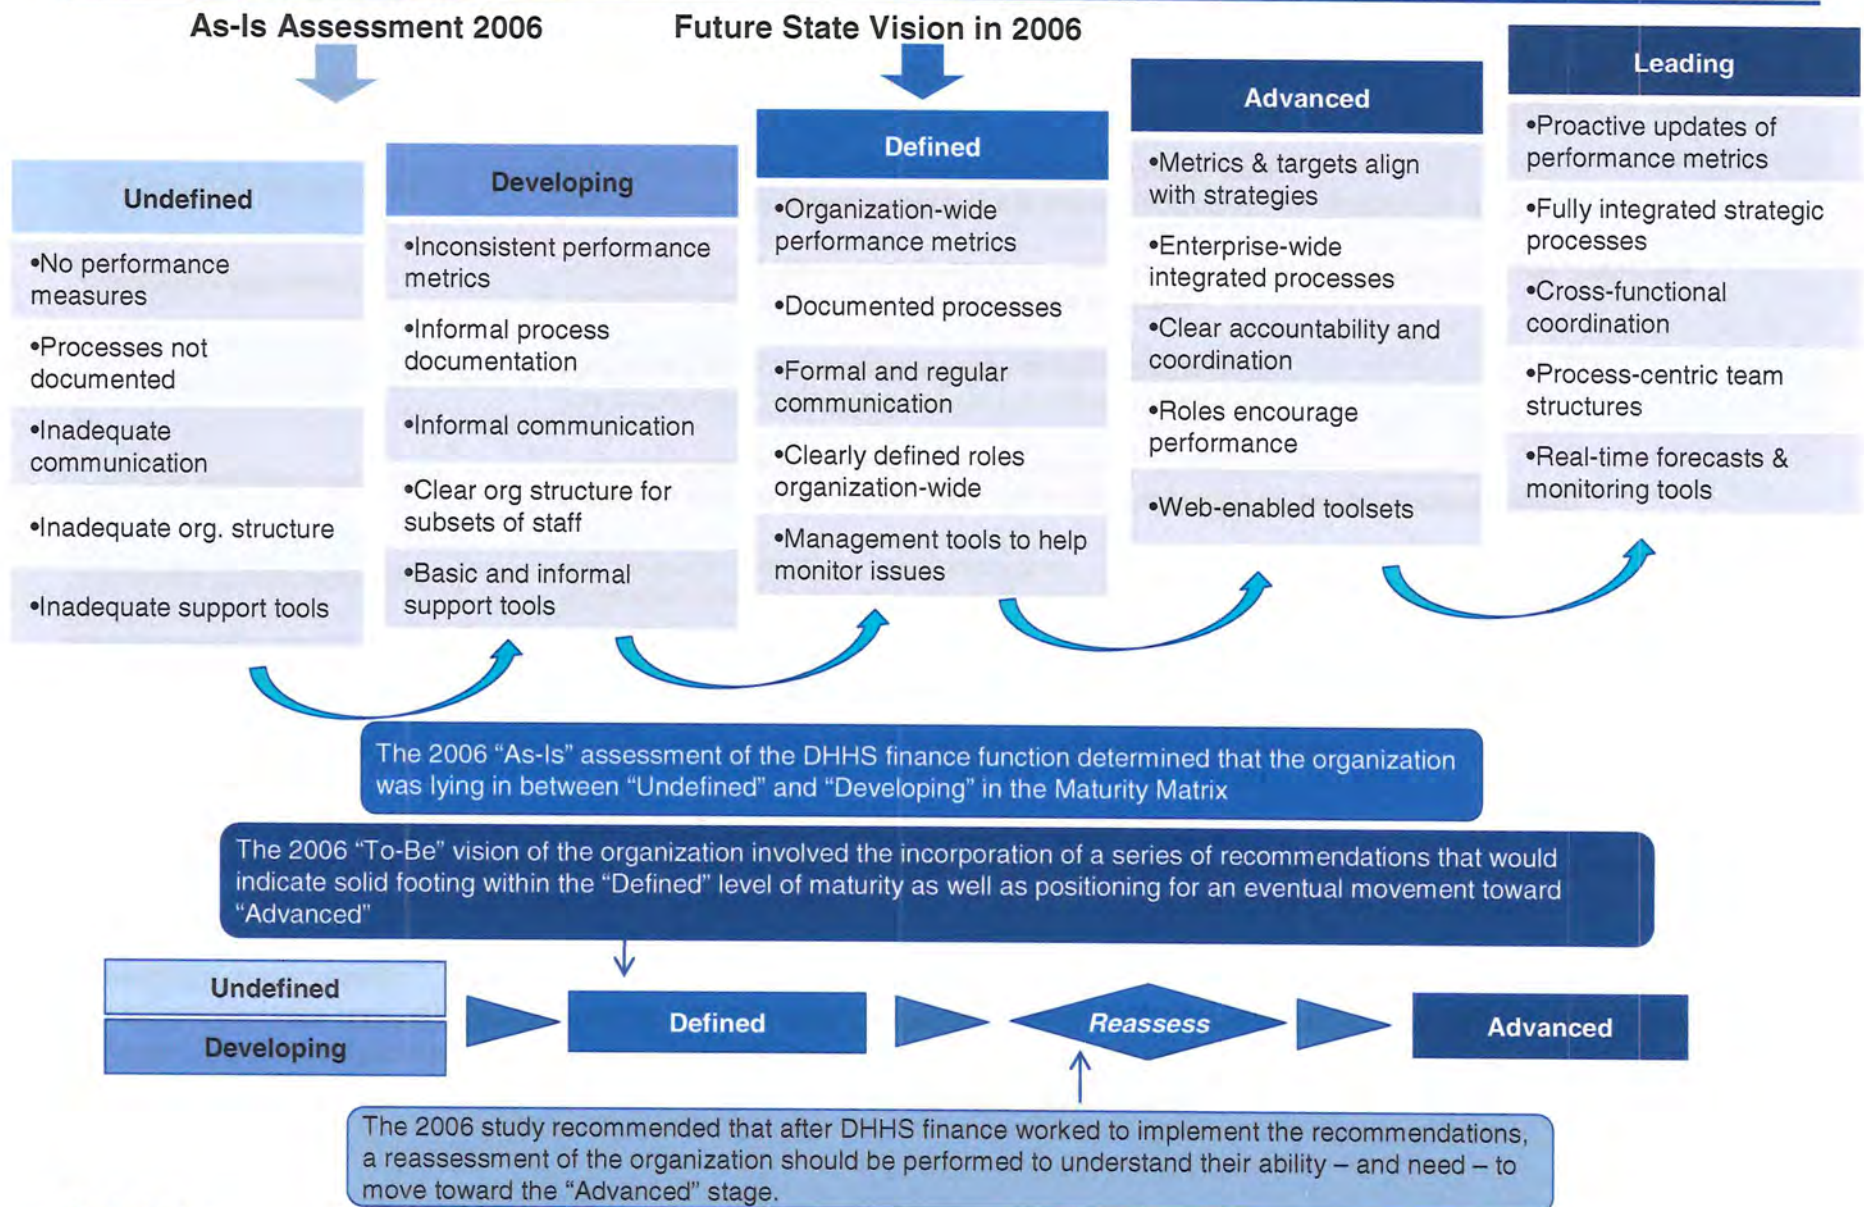 As-Is Assessment 2006
Future State Vision in 2006
Undefined
•No performance
measures
•Processes not
documented
•Inadequate
communication
•Inadequate org. structure
•Inadequate support tools
Developing
•Inconsistent performance
metrics
•Informal process
documentation
•Informal communication
•Clear org structure for
subsets of staff
•Basic and informal
support tools
Defined
•Organization-wide
performance metrics
•Documented processes
•Formal and regular
communication
•Clearly defined roles
organization-wide
•Management tools to help
monitor issues
Advanced
•Metrics & targets align
with strategies
•Enterprise-wide
integrated processes
•Clear accountability and
coordination
•Roles encourage
performance
•Web-enabled toolsets
Leading
•Proactive updates of
performance metrics
•Fully integrated strategic
processes
•Cross-functional
coordination
•Process-centric team
structures
•Real-time forecasts &
monitoring tools
The 2006 “As-Is” assessment of the DHHS finance function determined that the organization
was lying in between “Undefined” and “Developing” in the Maturity Matrix
The 2006 “To-Be” vision of the organization involved the incorporation of a series of recommendations that would
indicate solid footing within the “Defined” level of maturity as well as positioning for an eventual movement toward
“Advanced”
Undefined
Developing
Defined
Reassess
Advanced
The 2006 study recommended that after DHHS finance worked to implement the recommendations,
a reassessment of the organization should be performed to understand their ability – and need – to
move toward the “Advanced” stage.